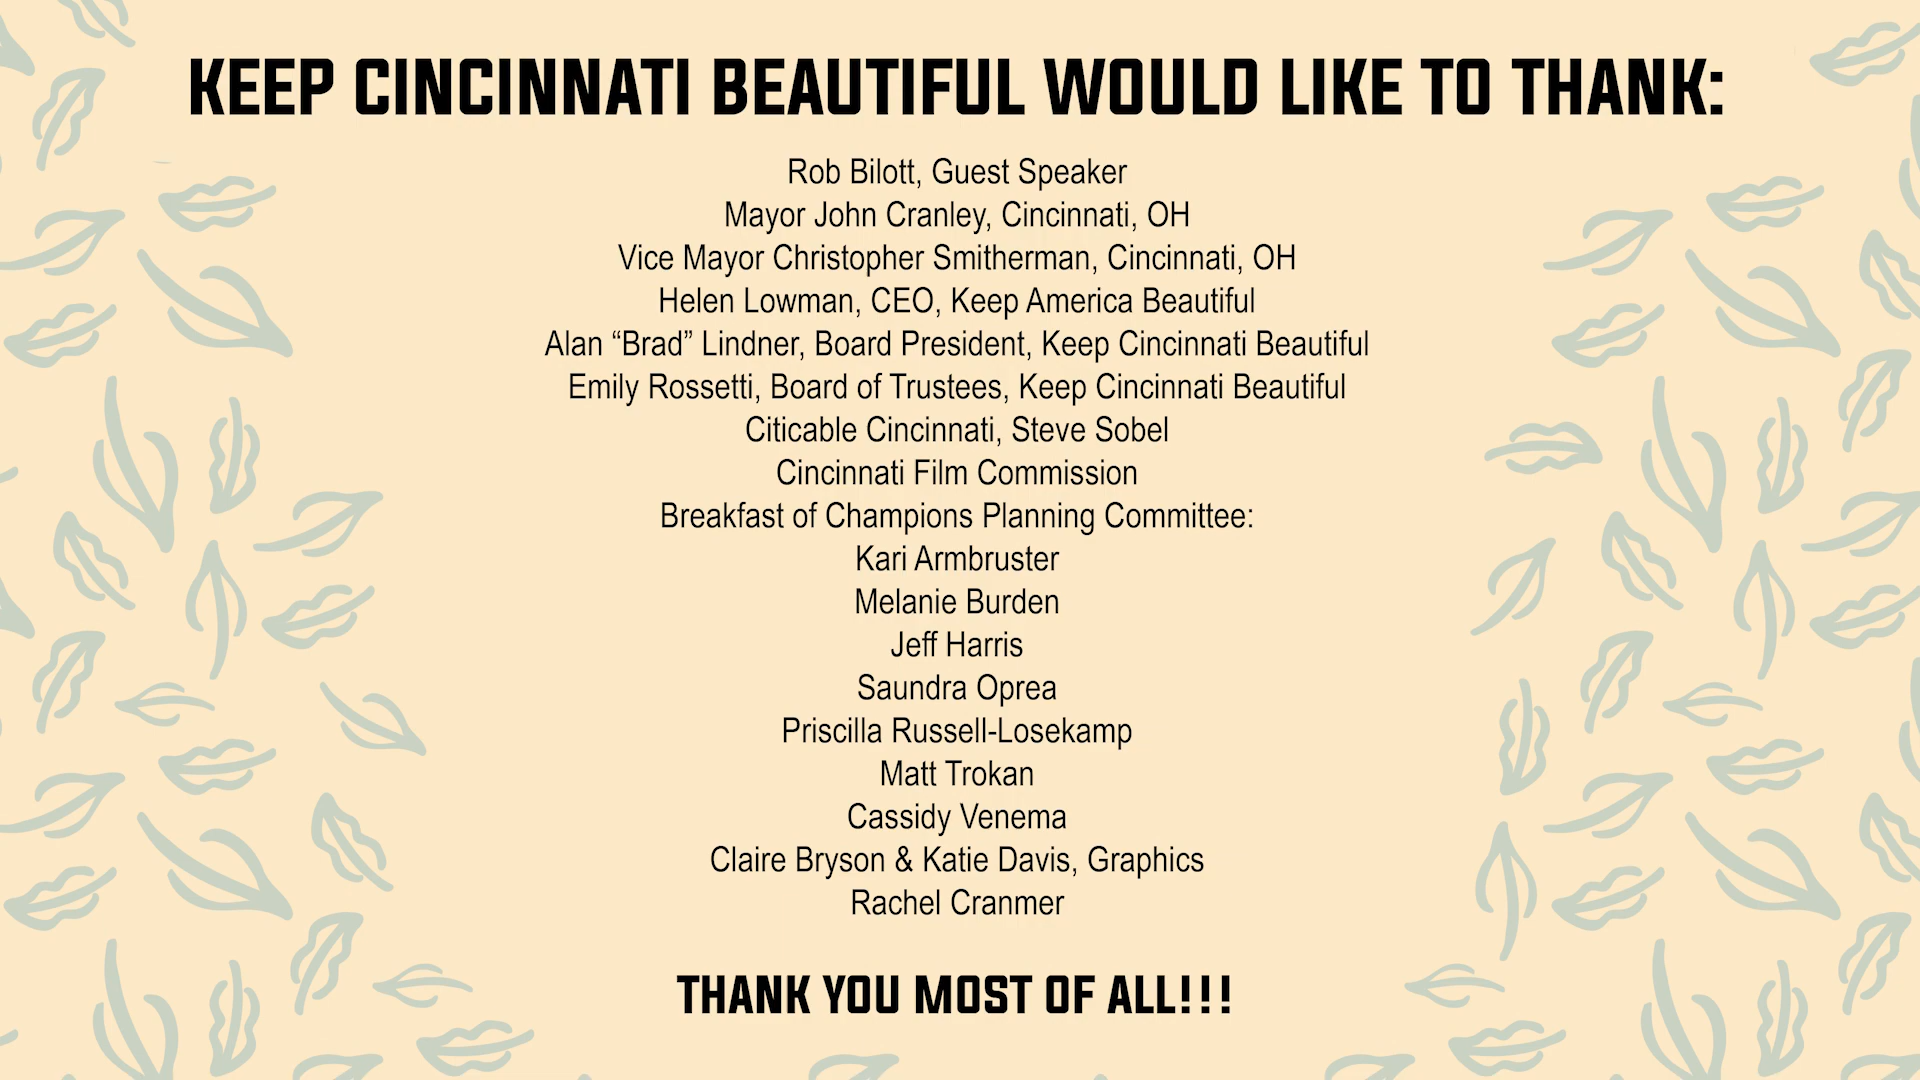 KEEP CINCINNATI BEAUTIFUL WOULD LIKE TO THANK:
Rob Bilott, Guest Speaker
Mayor John Cranley, Cincinnati, OH
Vice Mayor Christopher Smitherman, Cincinnati, OH
Helen Lowman, CEO, Keep America Beautiful
Alan “Brad” Lindner, Board President, Keep Cincinnati Beautiful
Emily Rossetti, Board of Trustees, Keep Cincinnati Beautiful
Citicable Cincinnati, Steve Sobel
Cincinnati Film Commission
Breakfast of Champions Planning Committee:
Kari Armbruster
Melanie Burden
Jeff Harris
Saundra Oprea
Priscilla Russell-Losekamp
Matt Trokan
Cassidy Venema
Claire Bryson & Katie Davis, Graphics
Rachel Cranmer
THANK YOU MOST OF ALL!!!